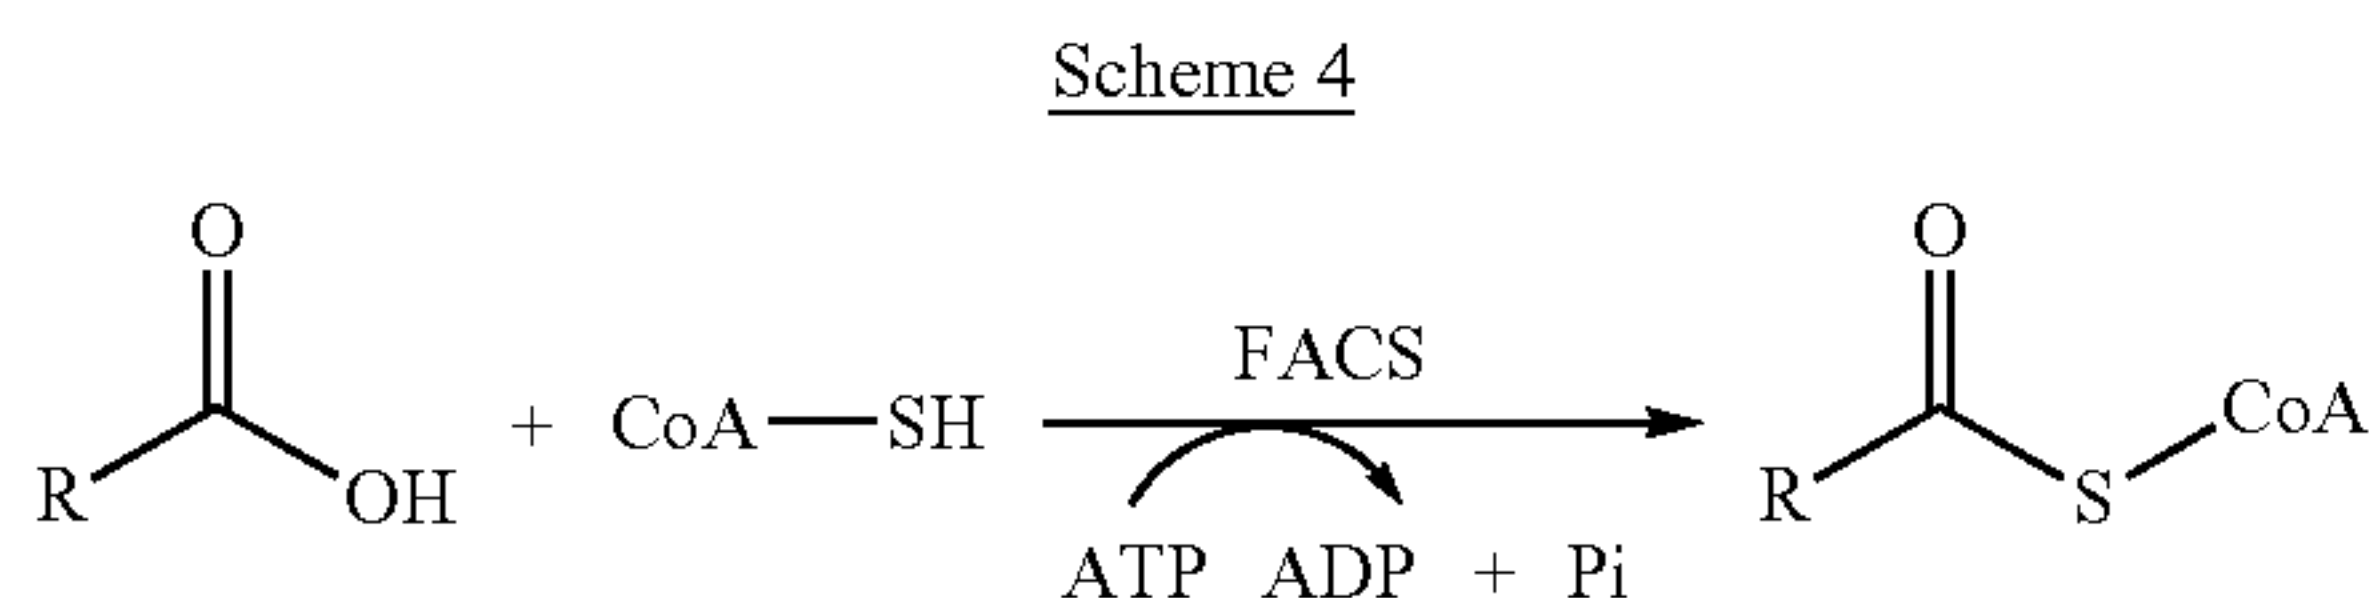 Scheme 4
O
O
FACS
+ CoA—SH
CoA
R
OH
R
S
ATP ADP + Pi